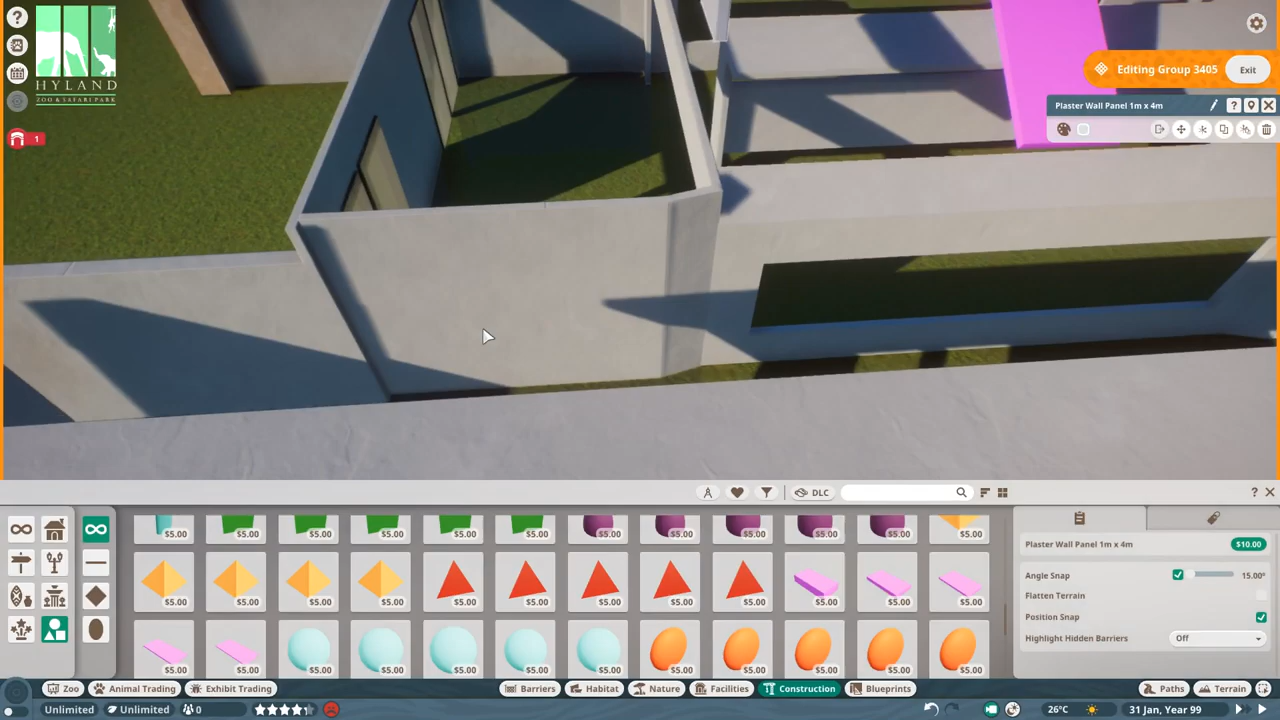 HYLAND
ZOO & SAFARI PARK
1
Editing Group 3405
Exit
Plaster Wall Panel 1m x 4m
?
DLC
?
$5.00 $5.00 $5.00 $5.00 $5.00 $5.00 $5.00 $5.00 $5.00 $5.00 $5.00 $5.00
$5.00 $5.00 $5.00 $5.00 $5.00 $5.00 $5.00 $5.00 $5.00 $5.00 $5.00 $5.00
$5.00 $5.00 $5.00 $5.00 $5.00 $5.00 $5.00 $5.00 $5.00 $5.00 $5.00 $5.00
Plaster Wall Panel 1m x 4m $10.00
Angle Snap 15.00°
Flatten Terrain
Position Snap
Highlight Hidden Barriers Off
Zoo Animal Trading Exhibit Trading Barriers Habitat Nature Facilities Construction Blueprints Paths Terrain
Unlimited Unlimited 0 26°C 31 Jan, Year 99